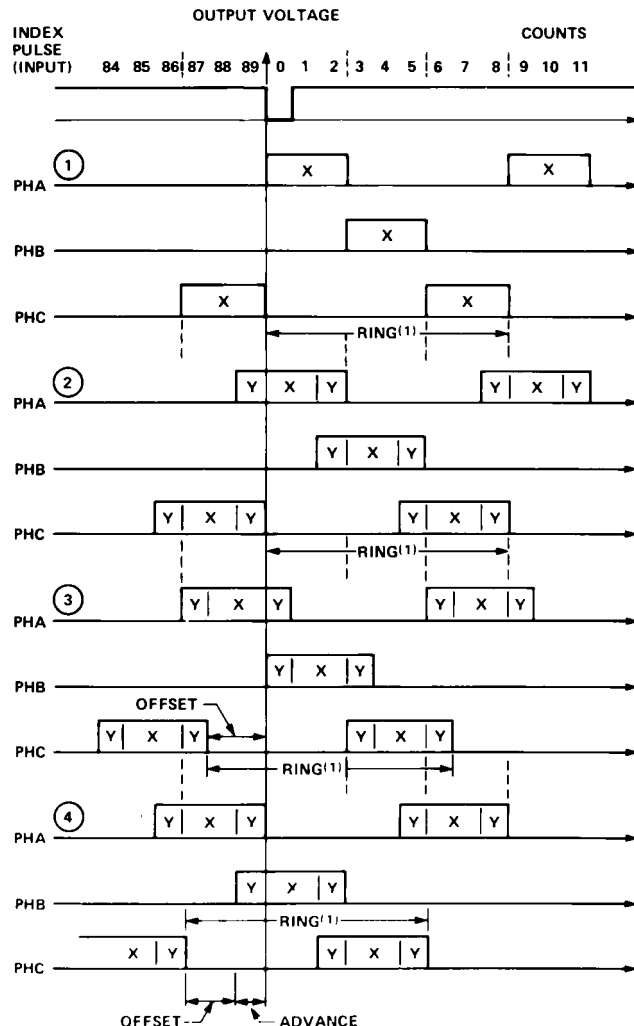 OUTPUT VOLTAGE
INDEX PULSE (INPUT)
COUNTS
84 85 86 87 88 89 0 1 2 3 4 5 6 7 8 9 10 11
1
PHA X X
PHB X
PHC X X
RING(1)
2
PHA Y X Y Y X Y
PHB Y X Y
PHC Y X Y Y X Y
RING(1)
3
PHA Y X Y Y X Y
PHB Y X Y
OFFSET
PHC Y X Y Y X Y
RING(1)
4
PHA Y X Y Y X Y
PHB Y X Y
RING(1)
PHC X Y Y X Y
OFFSET ADVANCE